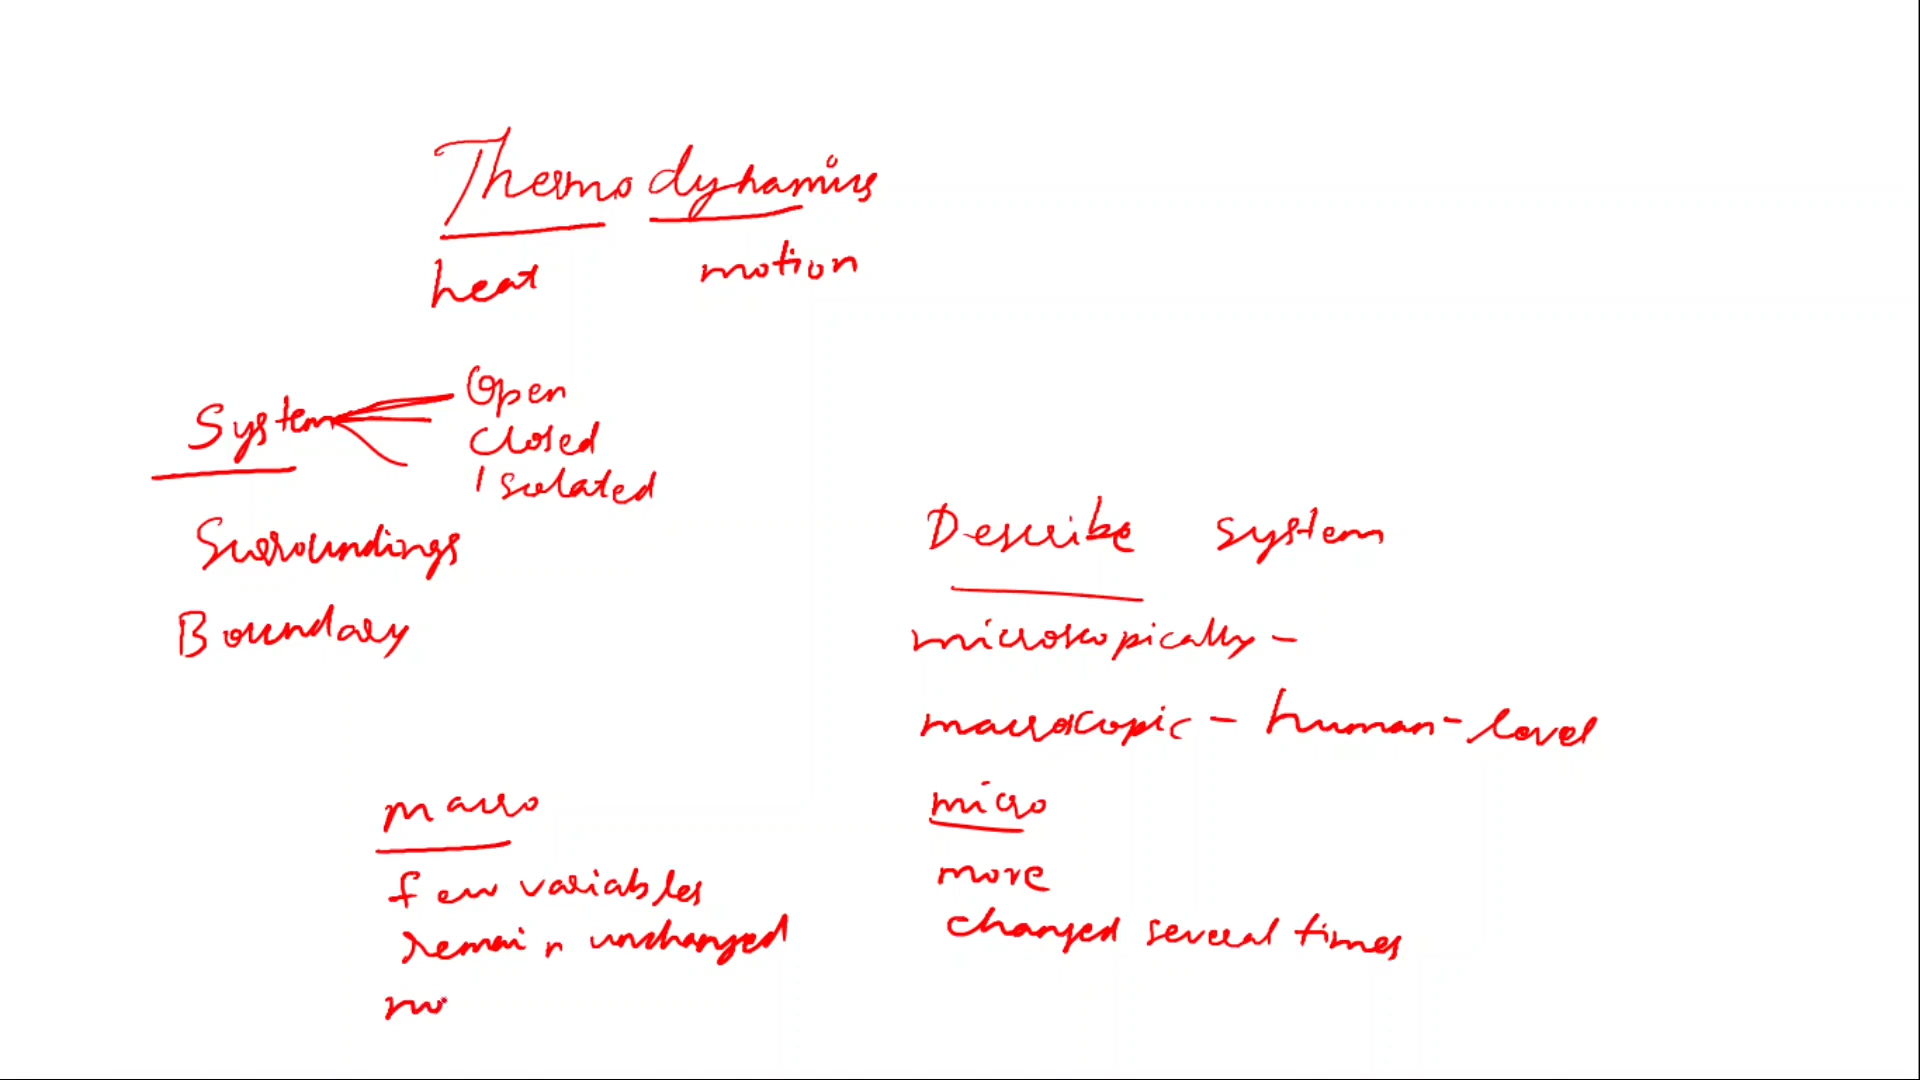 Thermodynamics
heat motion
System Open
Closed
Isolated
Surroundings
Boundary
Describe system
microscopically -
macroscopic - human-level
macro
few variables
remain unchanged
no
micro
more
changed several times